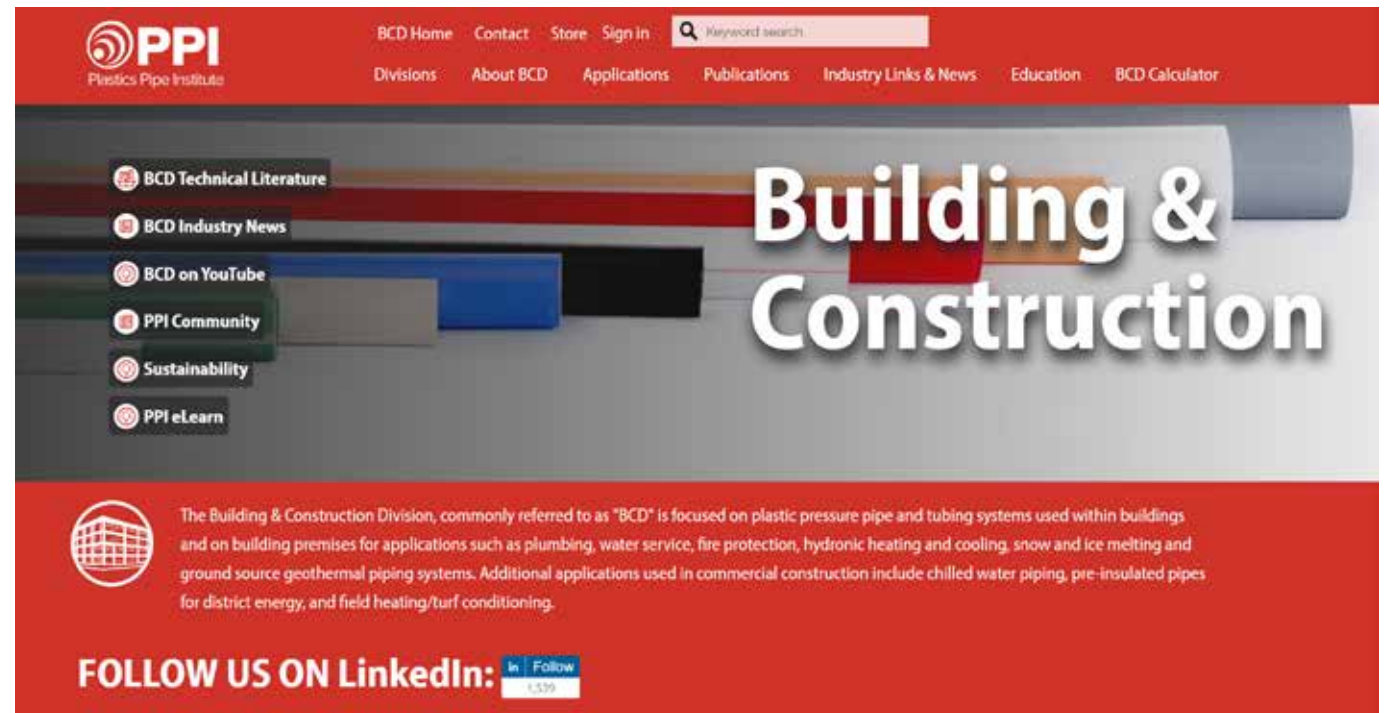 PPI
Plastics Pipe Institute
BCD Home Contact Store Sign in Keyword search
Divisions About BCD Applications Publications Industry Links & News Education BCD Calculator
BCD Technical Literature
BCD Industry News
BCD on YouTube
PPI Community
Sustainability
PPI eLearn
Building &
Construction
The Building & Construction Division, commonly referred to as "BCD" is focused on plastic pressure pipe and tubing systems used within buildings
and on building premises for applications such as plumbing, water service, fire protection, hydronic heating and cooling, snow and ice melting and
ground source geothermal piping systems. Additional applications used in commercial construction include chilled water piping, pre-insulated pipes
for district energy, and field heating/turf conditioning.
FOLLOW US ON LinkedIn: in Follow
1,539